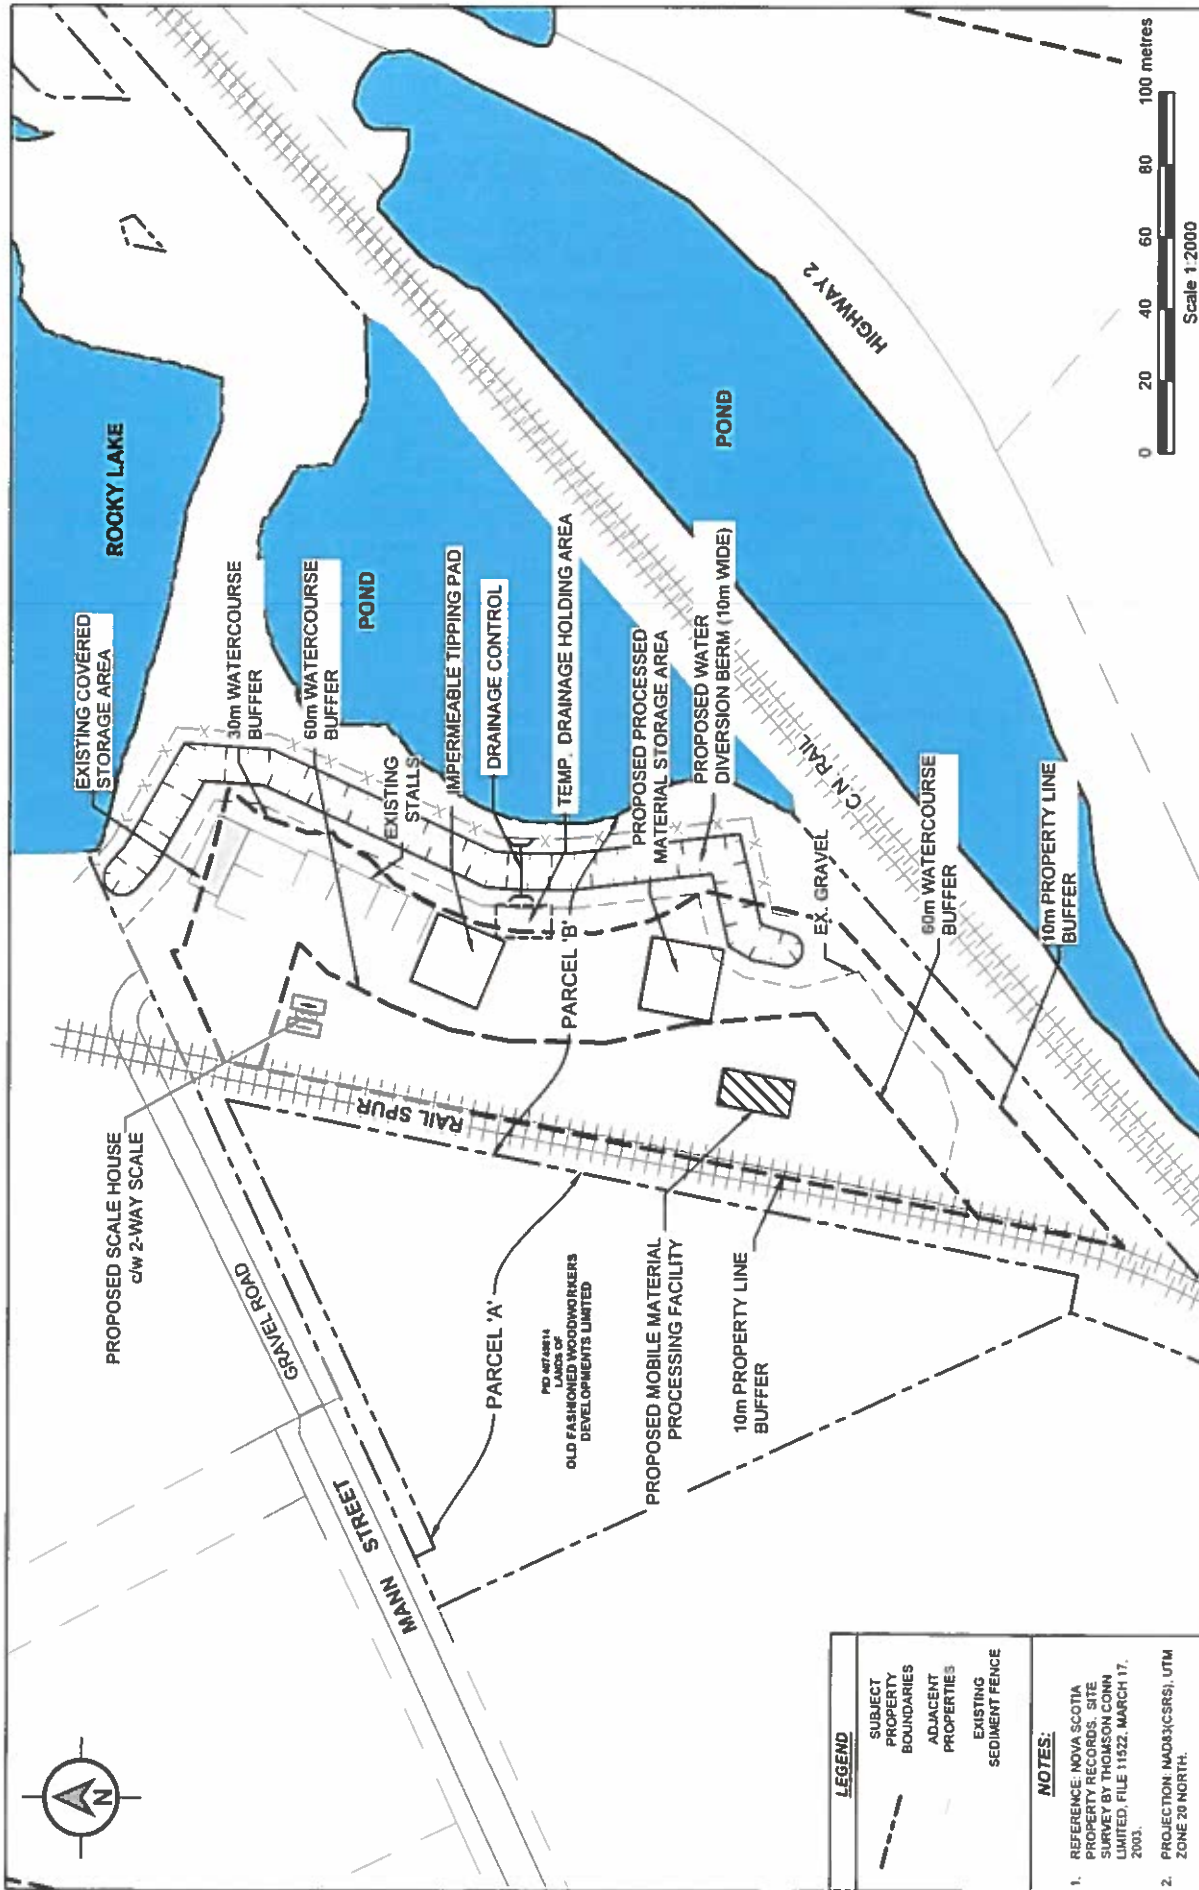 ROCKY LAKE
EXISTING COVERED
STORAGE AREA
30m WATERCOURSE
BUFFER
60m WATERCOURSE
BUFFER
POND
EXISTING
STALLS
IMPERMEABLE TIPPING PAD
DRAINAGE CONTROL
TEMP. DRAINAGE HOLDING AREA
PROPOSED PROCESSED
MATERIAL STORAGE AREA
PROPOSED WATER
DIVERSION BERM (10m WIDE)
POND
HIGHWAY 2
CN RAIL
EX. GRAVEL
60m WATERCOURSE
BUFFER
10m PROPERTY LINE
BUFFER
PROPOSED SCALE HOUSE
c/w 2-WAY SCALE
GRAVEL ROAD
MANN STREET
RAIL SPUR
PARCEL 'B'
PARCEL 'A'
LANDS OF
OLD FASHIONED WOODWORKERS
DEVELOPMENTS LIMITED
PROPOSED MOBILE MATERIAL
PROCESSING FACILITY
10m PROPERTY LINE
BUFFER
N
LEGEND
SUBJECT
PROPERTY
BOUNDARIES
ADJACENT
PROPERTIES
EXISTING
SEDIMENT FENCE
NOTES:
1. REFERENCE: NOVA SCOTIA
PROPERTY RECORDS. SITE
SURVEY BY THOMSON CONN
LIMITED, FILE 11522, MARCH 17,
2003.
2. PROJECTION: NAD83(CSRS), UTM
ZONE 20 NORTH.
0 20 40 60 80 100 metres
Scale 1:2000